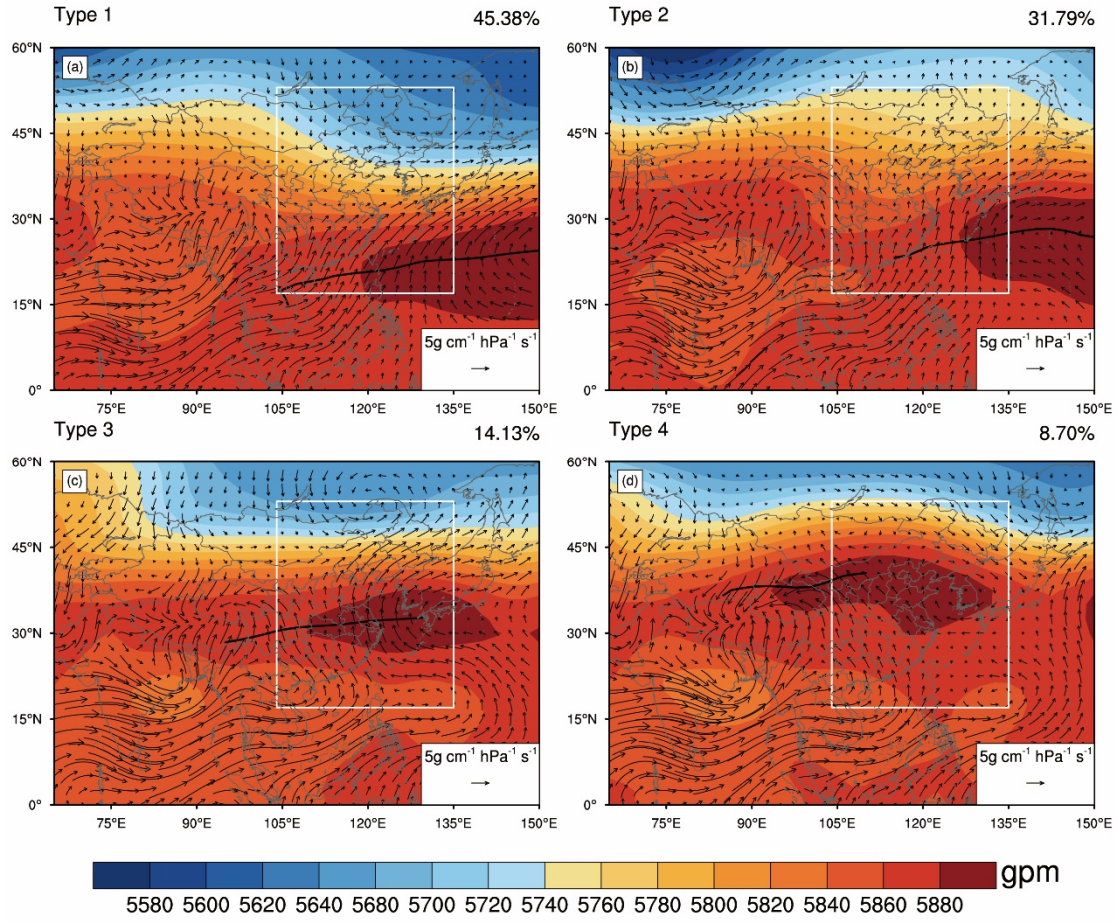 Type 1 45.38%
Type 2 31.79%
60°N (a)
45°N
30°N
15°N
0°
5g cm⁻¹ hPa⁻¹ s⁻¹
75°E 90°E 105°E 120°E 135°E 150°E
60°N (b)
45°N
30°N
15°N
0°
5g cm⁻¹ hPa⁻¹ s⁻¹
75°E 90°E 105°E 120°E 135°E 150°E
Type 3 14.13%
Type 4 8.70%
60°N (c)
45°N
30°N
15°N
0°
5g cm⁻¹ hPa⁻¹ s⁻¹
75°E 90°E 105°E 120°E 135°E 150°E
60°N (d)
45°N
30°N
15°N
0°
5g cm⁻¹ hPa⁻¹ s⁻¹
75°E 90°E 105°E 120°E 135°E 150°E
gpm
5580 5600 5620 5640 5680 5700 5720 5740 5760 5780 5800 5820 5840 5860 5880